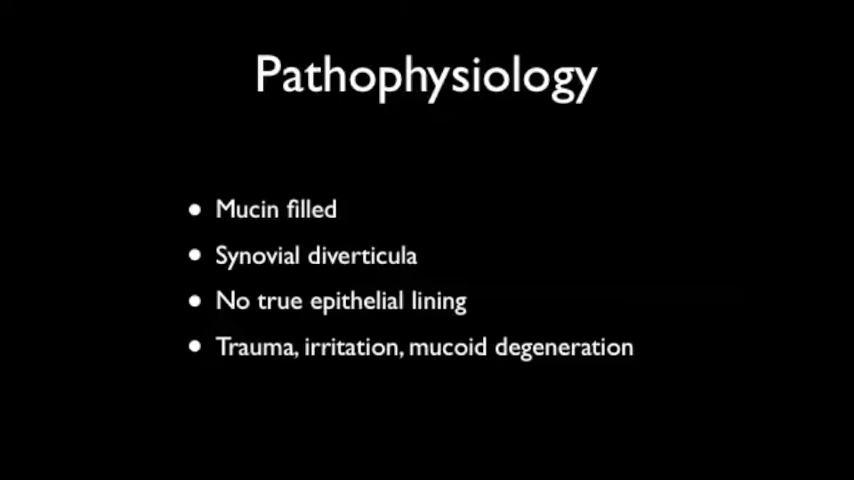 Pathophysiology
• Mucin filled
• Synovial diverticula
• No true epithelial lining
• Trauma, irritation, mucoid degeneration